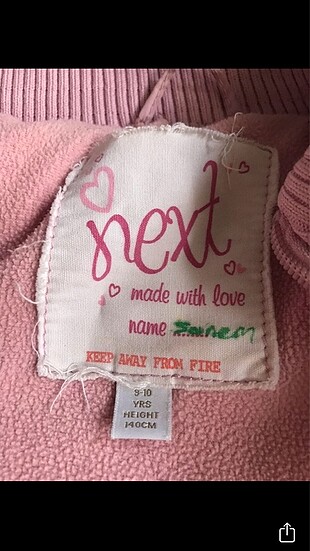 next
made with love
name
KEEP AWAY FROM FIRE
9-10
YRS
HEIGHT
140CM